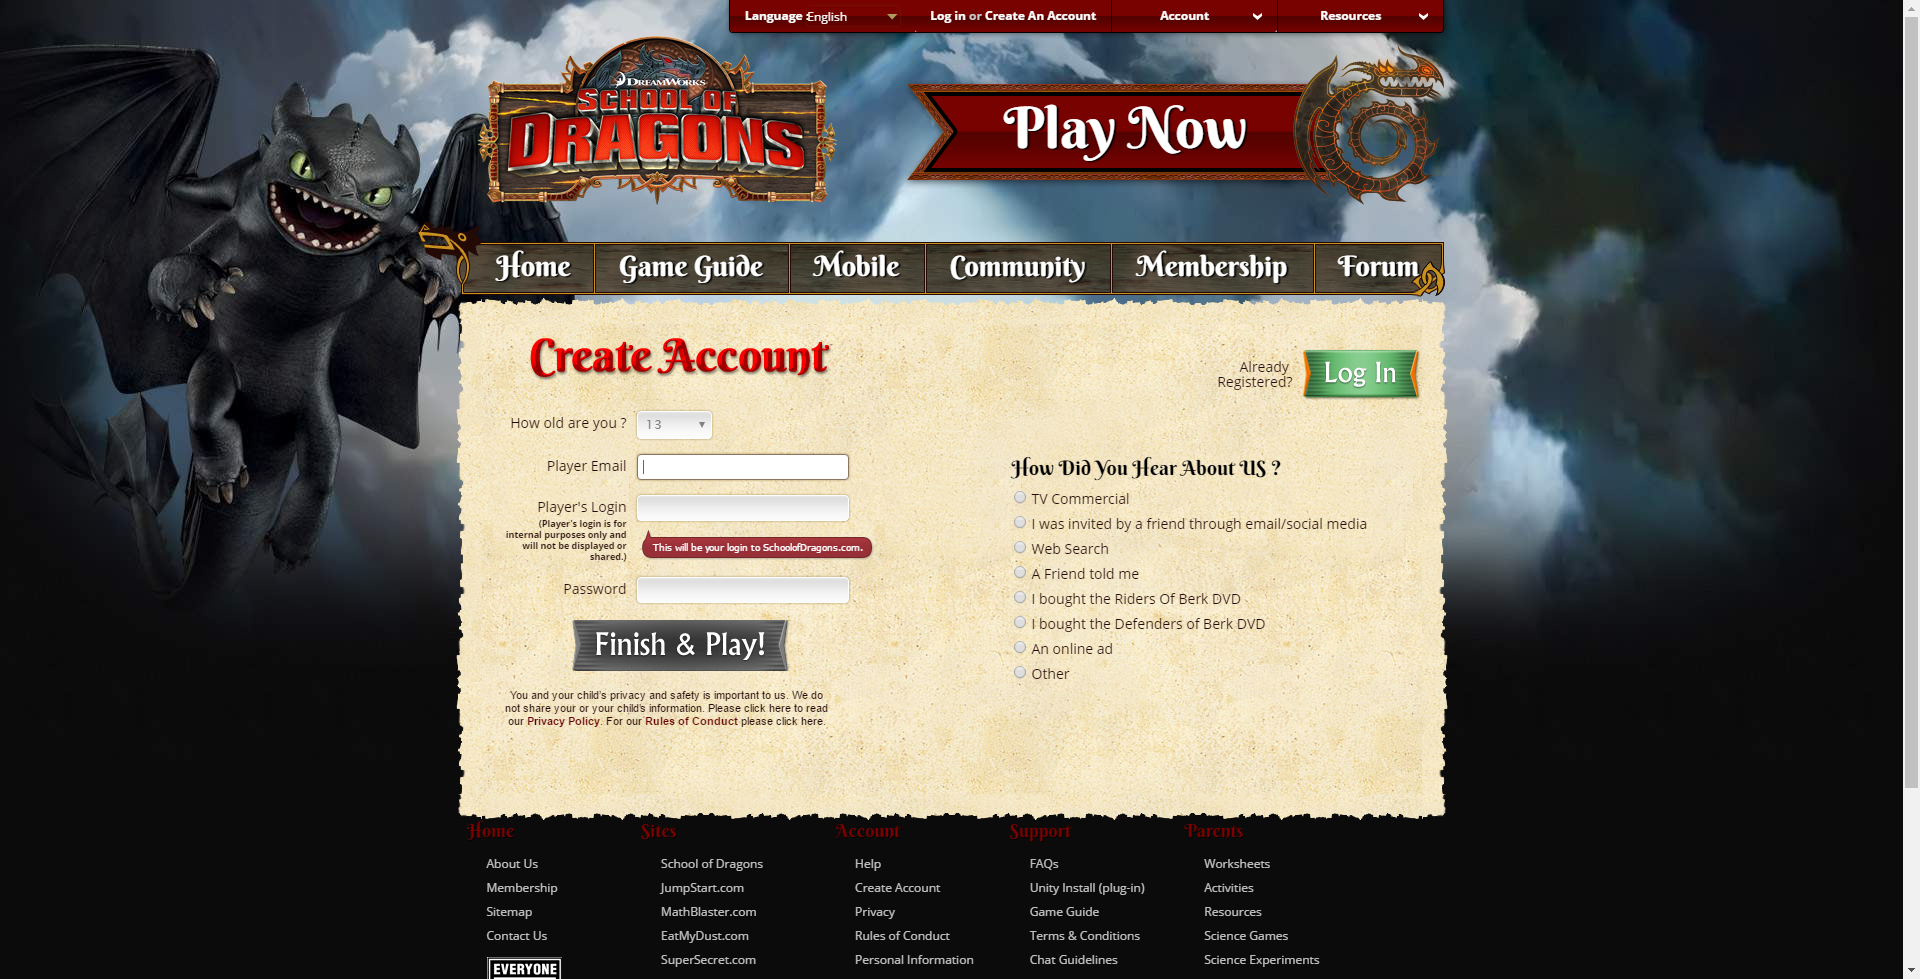 Language : English
Log in or Create An Account
Account
Resources
DREAMWORKS
SCHOOL OF
DRAGONS
Play Now
Home
Game Guide
Mobile
Community
Membership
Forum
Create Account
Already
Registered?
Log In
How old are you ?
13
Player Email
Player's Login
(Player's login is for
internal purposes only and
will not be displayed or
shared.)
This will be your login to SchoolofDragons.com.
Password
Finish & Play!
You and your child's privacy and safety is important to us. We do
not share your or your child's information. Please click here to read
our Privacy Policy. For our Rules of Conduct please click here.
How Did You Hear About US ?
TV Commercial
I was invited by a friend through email/social media
Web Search
A Friend told me
I bought the Riders Of Berk DVD
I bought the Defenders of Berk DVD
An online ad
Other
Home
About Us
Membership
Sitemap
Contact Us
EVERYONE
Sites
School of Dragons
JumpStart.com
MathBlaster.com
EatMyDust.com
SuperSecret.com
Account
Help
Create Account
Privacy
Rules of Conduct
Personal Information
Support
FAQs
Unity Install (plug-in)
Game Guide
Terms & Conditions
Chat Guidelines
Parents
Worksheets
Activities
Resources
Science Games
Science Experiments